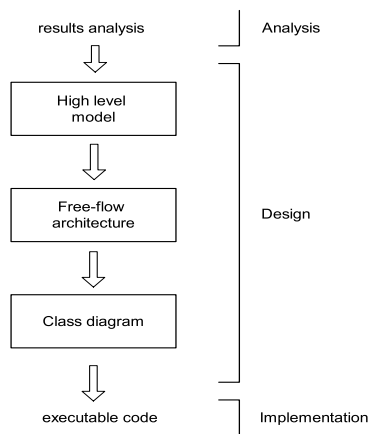 results analysis
Analysis
High level
model
Free-flow
architecture
Design
Class diagram
executable code
Implementation